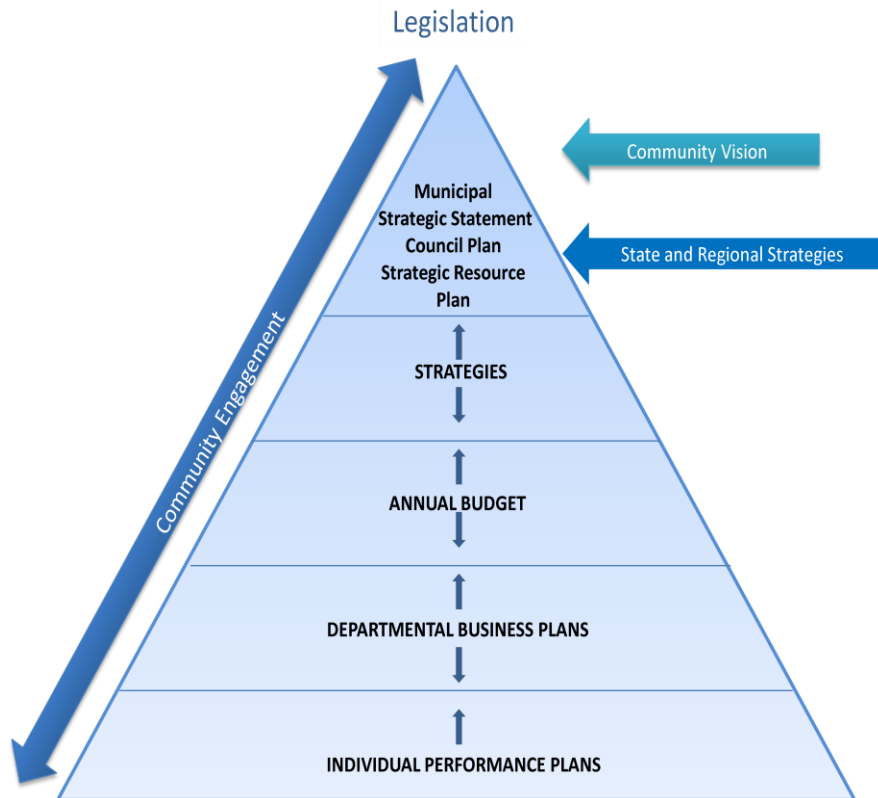 Legislation
Community Vision
Municipal
Strategic Statement
Council Plan
Strategic Resource
Plan
State and Regional Strategies
Community Engagement
STRATEGIES
ANNUAL BUDGET
DEPARTMENTAL BUSINESS PLANS
INDIVIDUAL PERFORMANCE PLANS